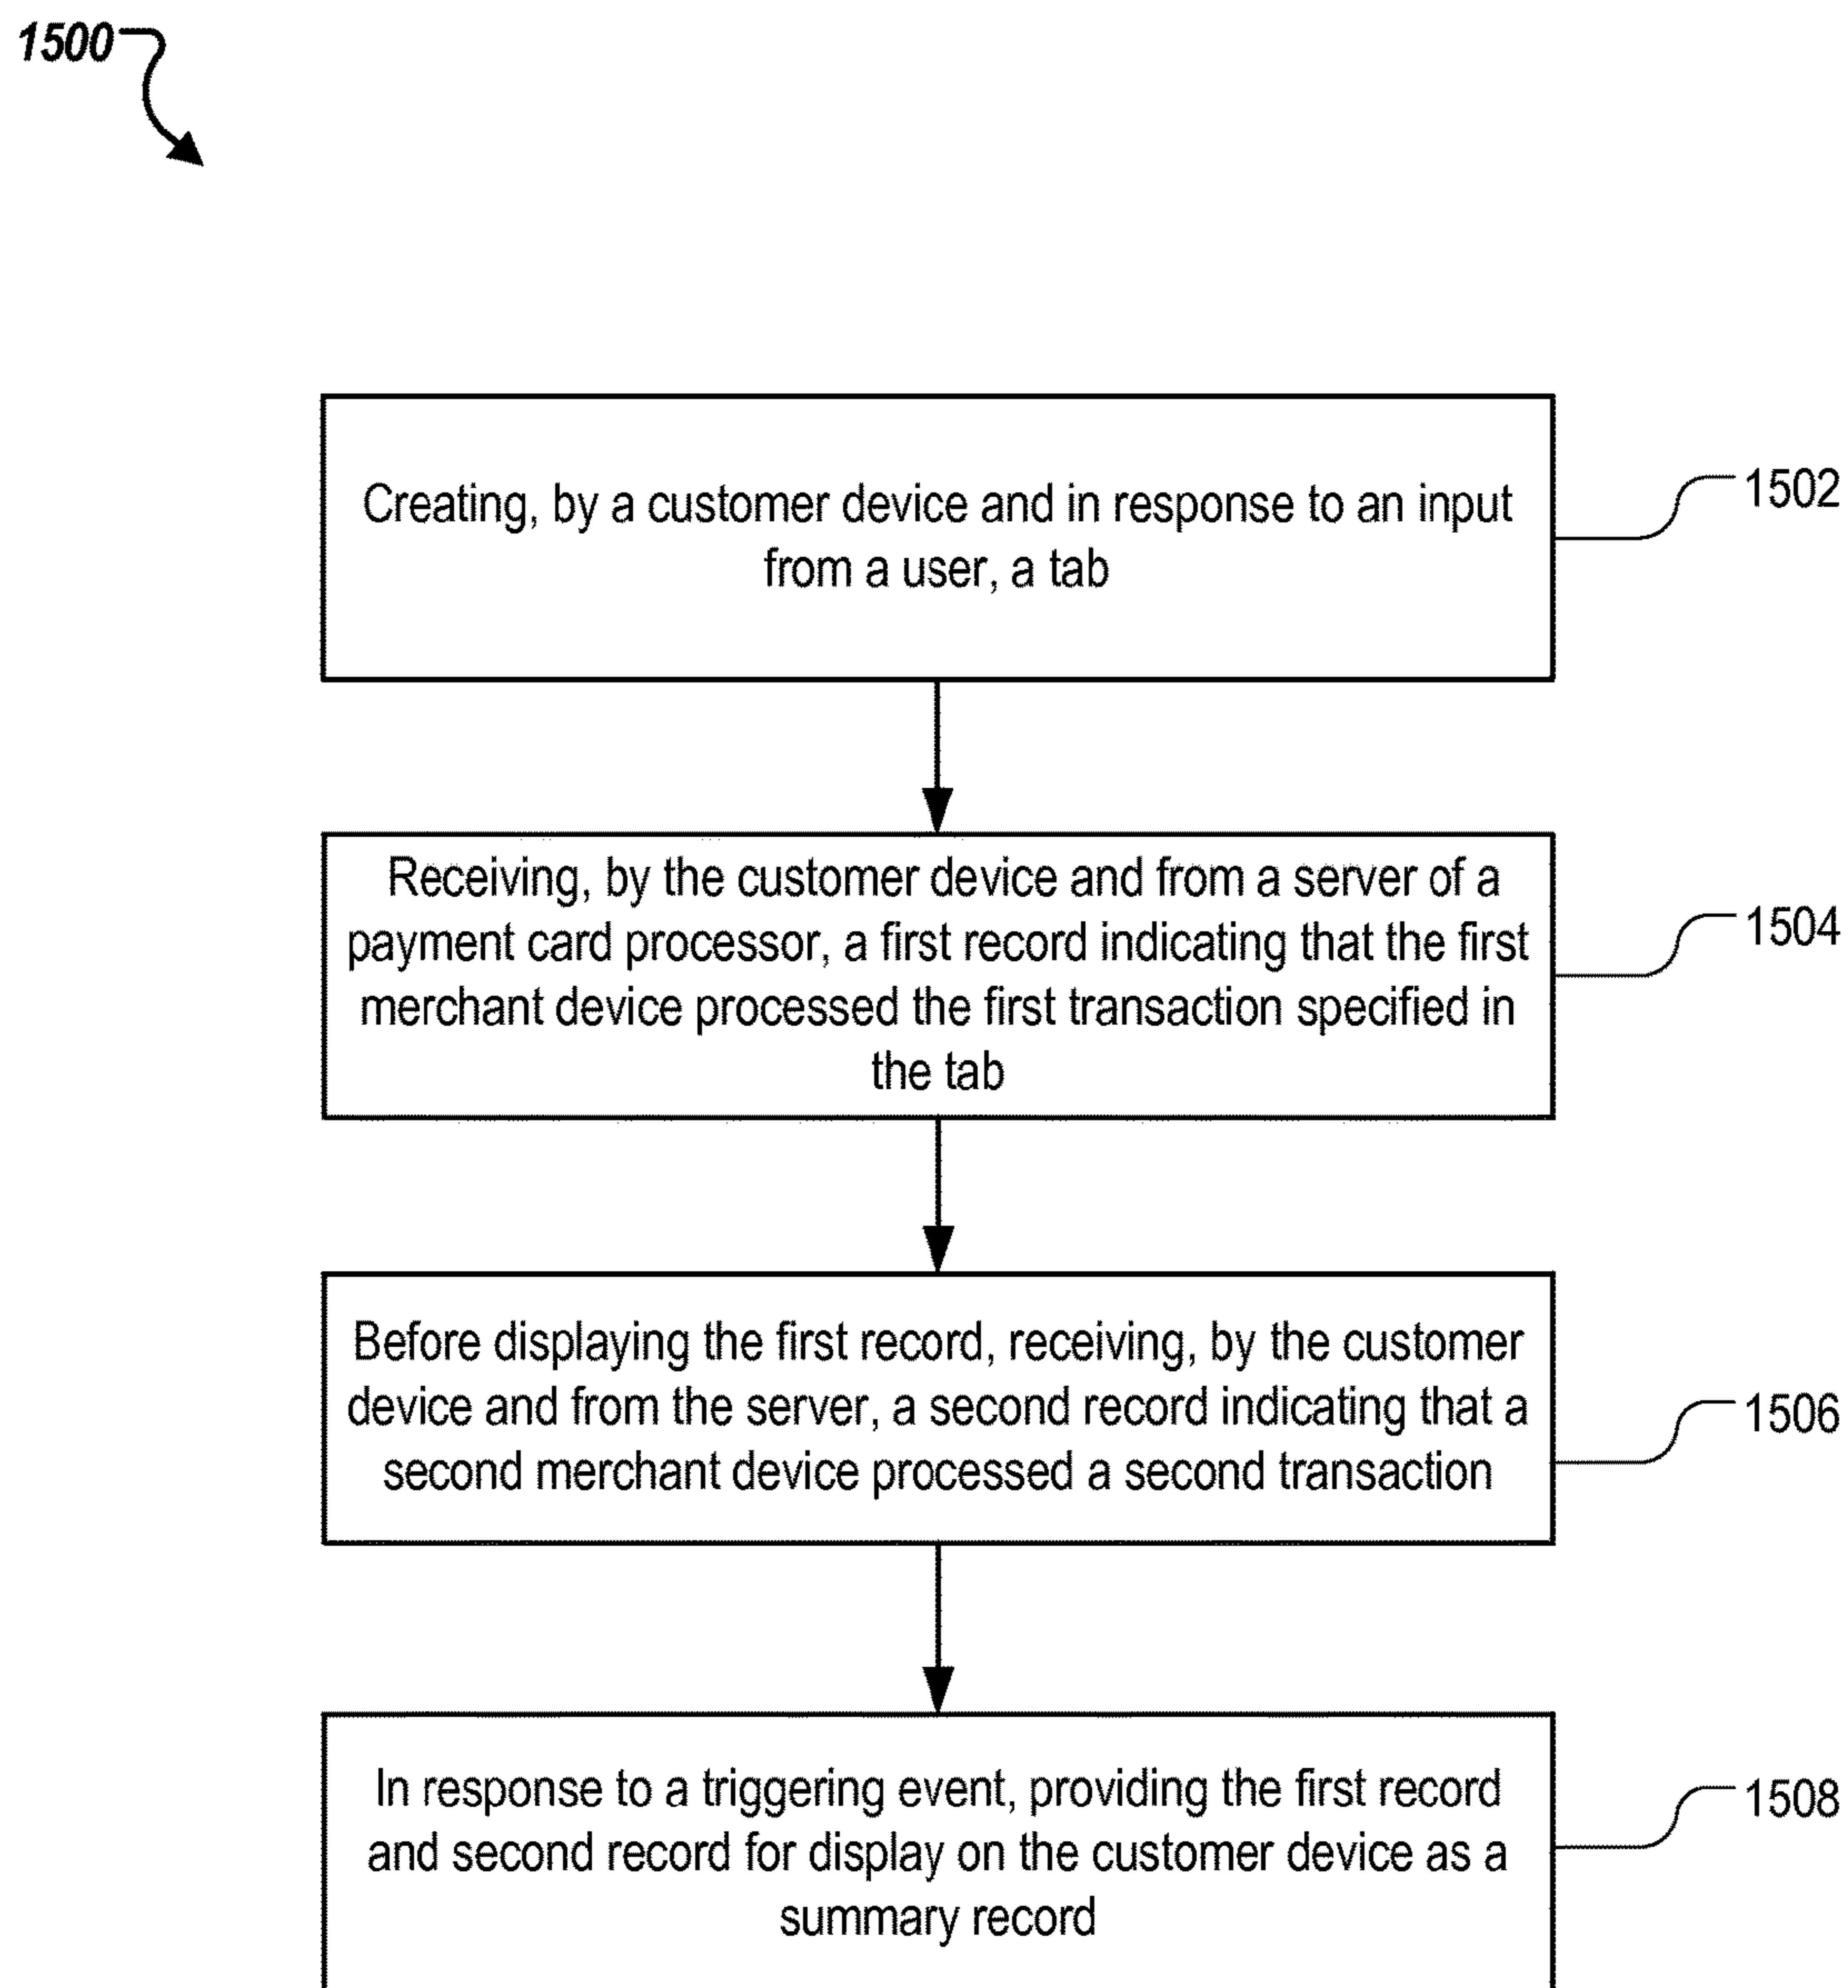 1500
Creating, by a customer device and in response to an input
from a user, a tab
1502
Receiving, by the customer device and from a server of a
payment card processor, a first record indicating that the first
merchant device processed the first transaction specified in
the tab
1504
Before displaying the first record, receiving, by the customer
device and from the server, a second record indicating that a
second merchant device processed a second transaction
1506
In response to a triggering event, providing the first record
and second record for display on the customer device as a
summary record
1508